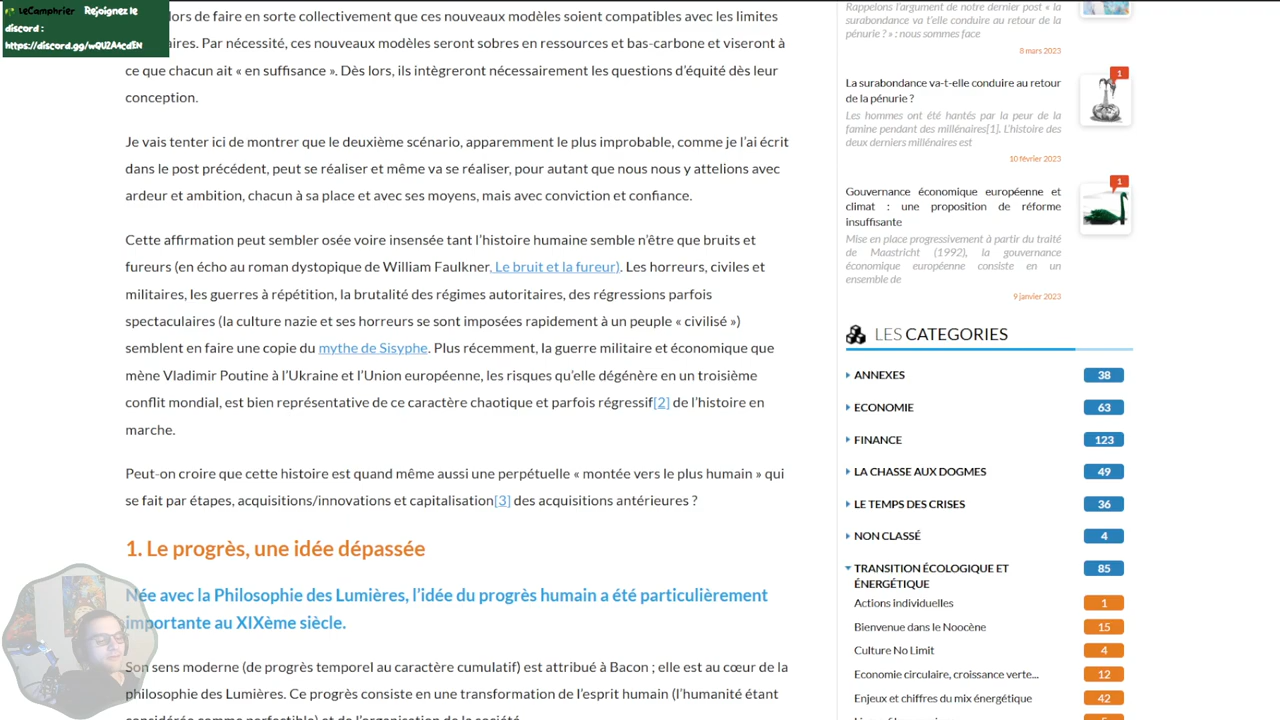 LeCamphrier Rejoignez le
discord :
https://discord.gg/wQU2A4cdEN
lors de faire en sorte collectivement que ces nouveaux modèles soient compatibles avec les limites
aires. Par nécessité, ces nouveaux modèles seront sobres en ressources et bas-carbone et viseront à
ce que chacun ait « en suffisance ». Dès lors, ils intègreront nécessairement les questions d’équité dès leur
conception.
Je vais tenter ici de montrer que le deuxième scénario, apparemment le plus improbable, comme je l’ai écrit
dans le post précédent, peut se réaliser et même va se réaliser, pour autant que nous nous y attelions avec
ardeur et ambition, chacun à sa place et avec ses moyens, mais avec conviction et confiance.
Cette affirmation peut sembler osée voire insensée tant l’histoire humaine semble n’être que bruits et
fureurs (en écho au roman dystopique de William Faulkner, Le bruit et la fureur). Les horreurs, civiles et
militaires, les guerres à répétition, la brutalité des régimes autoritaires, des régressions parfois
spectaculaires (la culture nazie et ses horreurs se sont imposées rapidement à un peuple « civilisé »)
semblent en faire une copie du mythe de Sisyphe. Plus récemment, la guerre militaire et économique que
mène Vladimir Poutine à l’Ukraine et l’Union européenne, les risques qu’elle dégénère en un troisième
conflit mondial, est bien représentative de ce caractère chaotique et parfois régressif[2] de l’histoire en
marche.
Peut-on croire que cette histoire est quand même aussi une perpétuelle « montée vers le plus humain » qui
se fait par étapes, acquisitions/innovations et capitalisation[3] des acquisitions antérieures ?
1. Le progrès, une idée dépassée
Née avec la Philosophie des Lumières, l’idée du progrès humain a été particulièrement
importante au XIXème siècle.
Son sens moderne (de progrès temporel au caractère cumulatif) est attribué à Bacon ; elle est au cœur de la
philosophie des Lumières. Ce progrès consiste en une transformation de l’esprit humain (l’humanité étant
considérée comme perfectible) et de l’organisation de la société.
Rappelons l’argument de notre dernier post « la
surabondance va t’elle conduire au retour de la
pénurie ? » : nous sommes face
8 mars 2023
La surabondance va-t-elle conduire au retour
de la pénurie ?
1
Les hommes ont été hantés par la peur de la
famine pendant des millénaires[1]. L’histoire des
deux derniers millénaires est
10 février 2023
Gouvernance économique européenne et
climat : une proposition de réforme
insuffisante
1
Mise en place progressivement à partir du traité
de Maastricht (1992), la gouvernance
économique européenne consiste en un
ensemble de
9 janvier 2023
LES CATEGORIES
ANNEXES 38
ECONOMIE 63
FINANCE 123
LA CHASSE AUX DOGMES 49
LE TEMPS DES CRISES 36
NON CLASSÉ 4
TRANSITION ÉCOLOGIQUE ET 85
ÉNERGÉTIQUE
Actions individuelles 1
Bienvenue dans le Noocène 15
Culture No Limit 4
Economie circulaire, croissance verte... 12
Enjeux et chiffres du mix énergétique 42